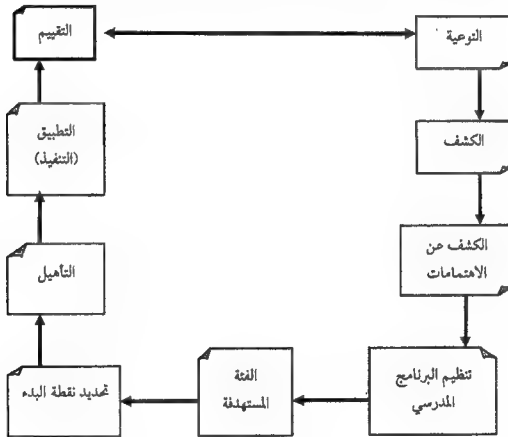 التوعية
التقييم
الكشف
التطبيق
(التنفيذ)
الكشف عن
الاهتمامات
التأهيل
تنظيم البرنامج
المدرسي
الفئة
المستهدفة
تحديد نقطة البدء